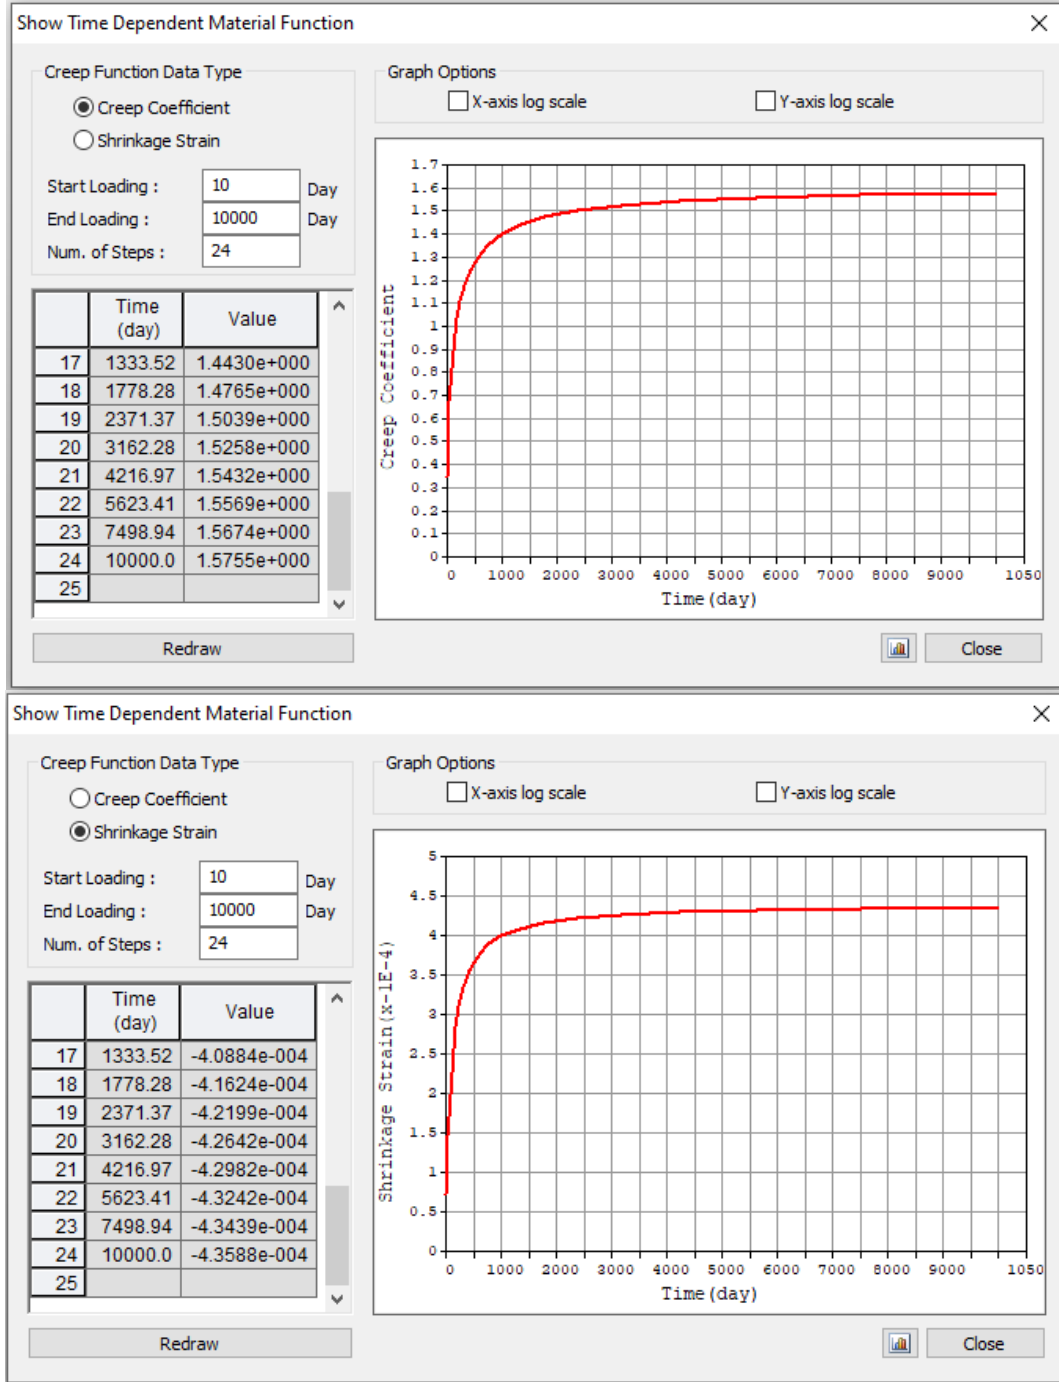 Show Time Dependent Material Function
Creep Function Data Type
Creep Coefficient
Shrinkage Strain
Start Loading : 10 Day
End Loading : 10000 Day
Num. of Steps : 24
Graph Options
X-axis log scale Y-axis log scale
Time (day) Value
17 1333.52 1.4430e+000
18 1778.28 1.4765e+000
19 2371.37 1.5039e+000
20 3162.28 1.5258e+000
21 4216.97 1.5432e+000
22 5623.41 1.5569e+000
23 7498.94 1.5674e+000
24 10000.0 1.5755e+000
25
Redraw
Creep Coefficient
1.7
1.6
1.5
1.4
1.3
1.2
1.1
1
0.9
0.8
0.7
0.6
0.5
0.4
0.3
0.2
0.1
0
0 1000 2000 3000 4000 5000 6000 7000 8000 9000 1050
Time(day)
Close
Show Time Dependent Material Function
Creep Function Data Type
Creep Coefficient
Shrinkage Strain
Start Loading : 10 Day
End Loading : 10000 Day
Num. of Steps : 24
Graph Options
X-axis log scale Y-axis log scale
Time (day) Value
17 1333.52 -4.0884e-004
18 1778.28 -4.1624e-004
19 2371.37 -4.2199e-004
20 3162.28 -4.2642e-004
21 4216.97 -4.2982e-004
22 5623.41 -4.3242e-004
23 7498.94 -4.3439e-004
24 10000.0 -4.3588e-004
25
Redraw
Shrinkage Strain(x-1E-4)
5
4.5
4
3.5
3
2.5
2
1.5
1
0.5
0
0 1000 2000 3000 4000 5000 6000 7000 8000 9000 1050
Time(day)
Close